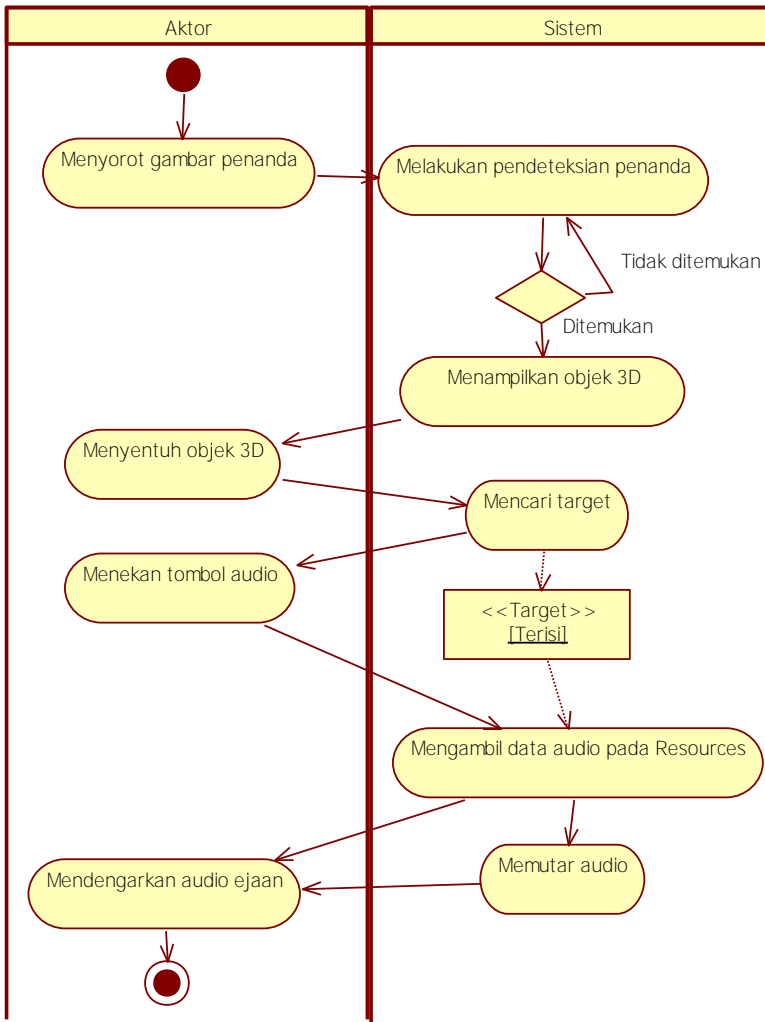 Aktor
Sistem
Menyorot gambar penanda
Melakukan pendeteksian penanda
Tidak ditemukan
Ditemukan
Menampilkan objek 3D
Menyentuh objek 3D
Mencari target
Menekan tombol audio
<<Target>>
[Terisi]
Mengambil data audio pada Resources
Memutar audio
Mendengarkan audio ejaan